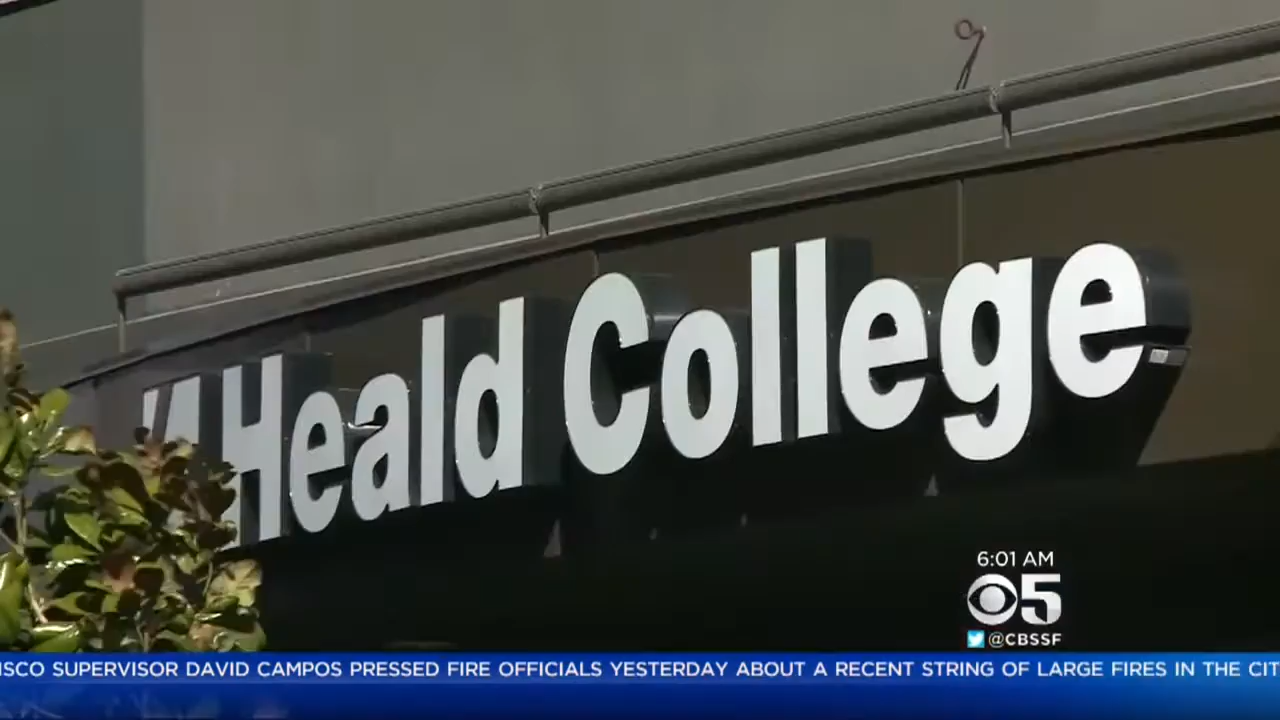 Heald College
6:01 AM
5
@CBSSF
ISCO SUPERVISOR DAVID CAMPOS PRESSED FIRE OFFICIALS YESTERDAY ABOUT A RECENT STRING OF LARGE FIRES IN THE CIT